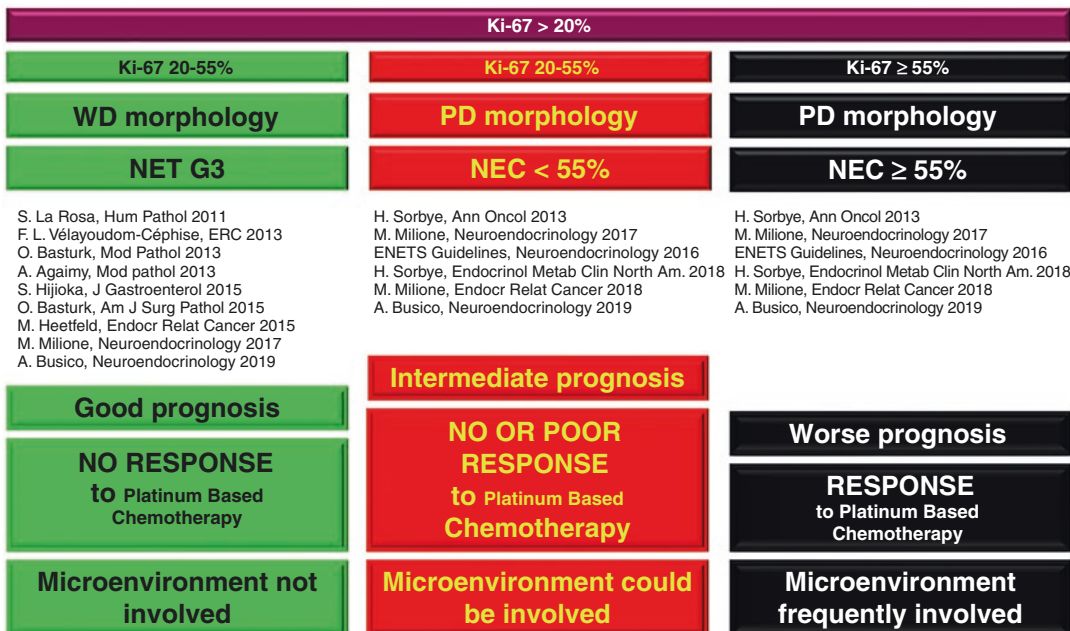 Ki-67 > 20%
Ki-67 20-55%
WD morphology
NET G3
S. La Rosa, Hum Pathol 2011
F. L. Vélayoudom-Céphise, ERC 2013
O. Basturk, Mod Pathol 2013
A. Agaimy, Mod pathol 2013
S. Hijioka, J Gastroenterol 2015
O. Basturk, Am J Surg Pathol 2015
M. Heetfeld, Endocr Relat Cancer 2015
M. Milione, Neuroendocrinology 2017
A. Busico, Neuroendocrinology 2019
Good prognosis
NO RESPONSE
to Platinum Based
Chemotherapy
Microenvironment not
involved
Ki-67 20-55%
PD morphology
NEC < 55%
H. Sorbye, Ann Oncol 2013
M. Milione, Neuroendocrinology 2017
ENETS Guidelines, Neuroendocrinology 2016
H. Sorbye, Endocrinol Metab Clin North Am. 2018
M. Milione, Endocr Relat Cancer 2018
A. Busico, Neuroendocrinology 2019
Intermediate prognosis
NO OR POOR
RESPONSE
to Platinum Based
Chemotherapy
Microenvironment could
be involved
Ki-67 ≥ 55%
PD morphology
NEC ≥ 55%
H. Sorbye, Ann Oncol 2013
M. Milione, Neuroendocrinology 2017
ENETS Guidelines, Neuroendocrinology 2016
H. Sorbye, Endocrinol Metab Clin North Am. 2018
M. Milione, Endocr Relat Cancer 2018
A. Busico, Neuroendocrinology 2019
Worse prognosis
RESPONSE
to Platinum Based
Chemotherapy
Microenvironment
frequently involved